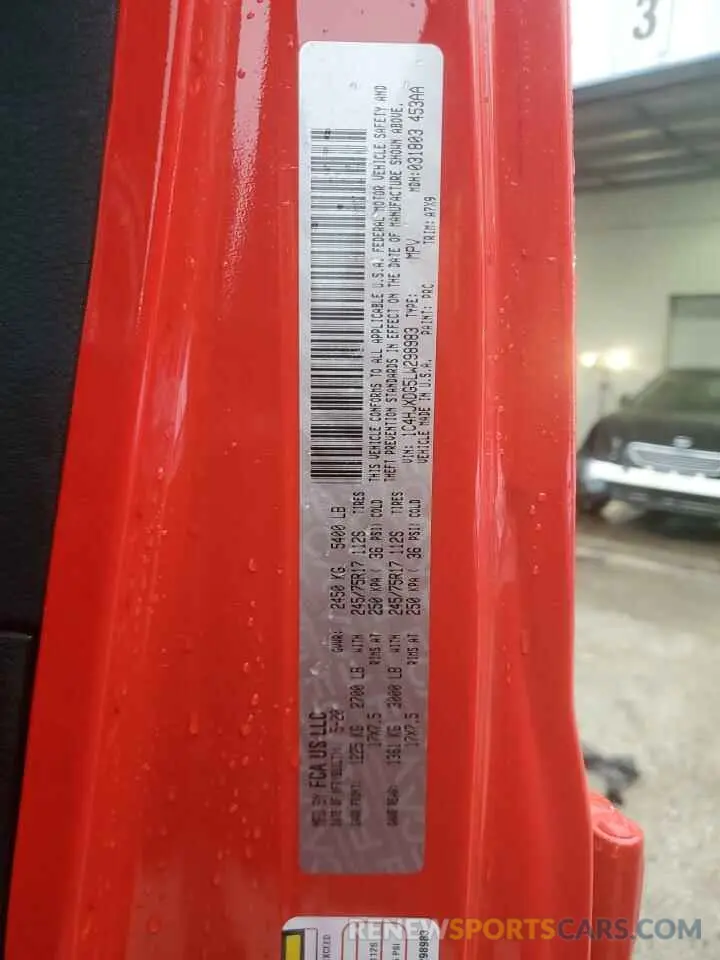 MFD BY FCA US LLC
DATE OF MFR 5-20 GVWR: 2450 KG 5400 LB
GAWR FRONT: 1225 KG 2700 LB WITH 245/75R17 112S TIRES
17X7.5 RIMS AT 250 KPA ( 36 PSI) COLD
GAWR REAR: 1361 KG 3000 LB WITH 245/75R17 112S TIRES
17X7.5 RIMS AT 250 KPA ( 36 PSI) COLD
THIS VEHICLE CONFORMS TO ALL APPLICABLE U.S.A. FEDERAL MOTOR VEHICLE SAFETY AND
THEFT PREVENTION STANDARDS IN EFFECT ON THE DATE OF MANUFACTURE SHOWN ABOVE.
VIN: 1C4HJXDG5LW298983 TYPE: MPV MDH:031803 453AA
VEHICLE MADE IN U.S.A. PAINT: PRC TRIM: A7X9
3
EXCEED
PSI
298983
RENEWSPORTSCARS.COM